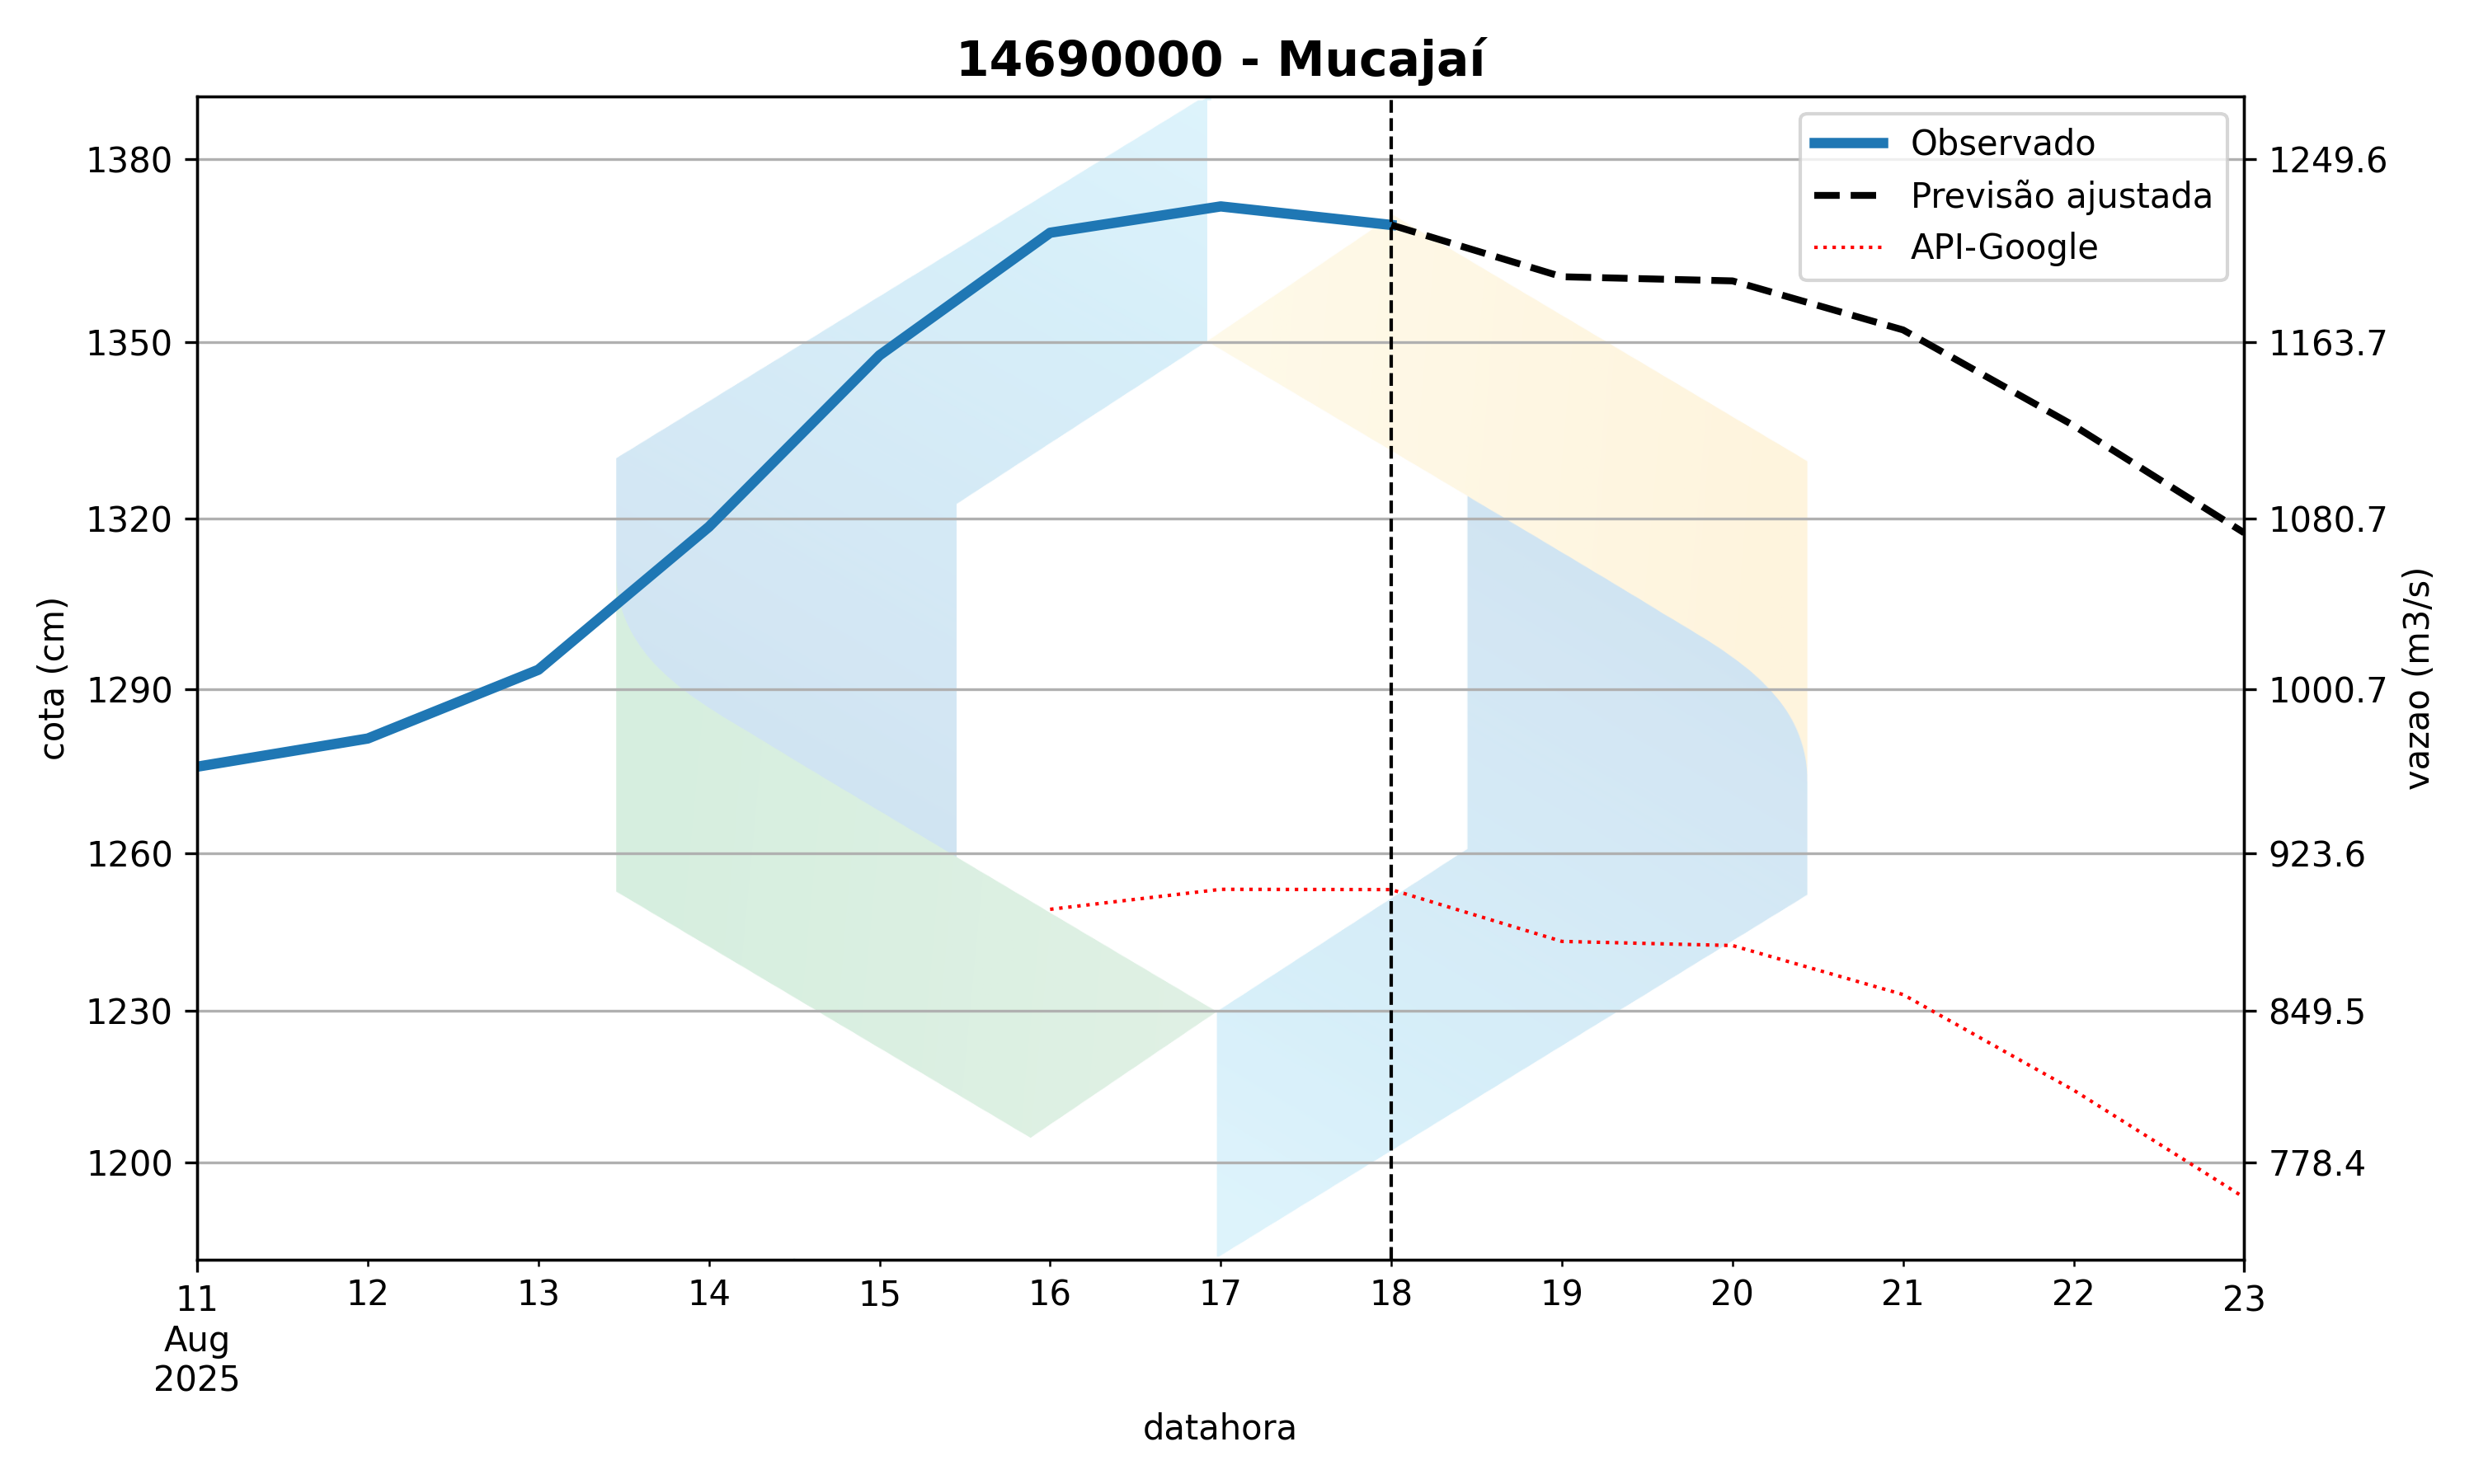 14690000 - Mucajaí
Observado
Previsão ajustada
API-Google
1380
1350
1320
1290
1260
1230
1200
cota (cm)
1249.6
1163.7
1080.7
1000.7
923.6
849.5
778.4
vazao (m3/s)
11 12 13 14 15 16 17 18 19 20 21 22 23
Aug
2025
datahora